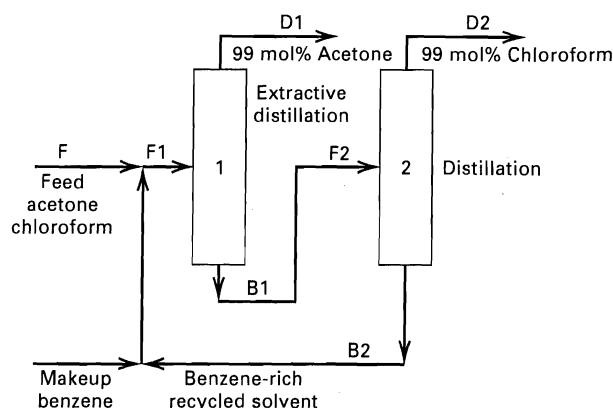 D1
99 mol% Acetone
D2
99 mol% Chloroform
Extractive
distillation
F
F1
1
F2
2
Distillation
Feed
acetone
chloroform
B1
B2
Makeup
benzene
Benzene-rich
recycled solvent